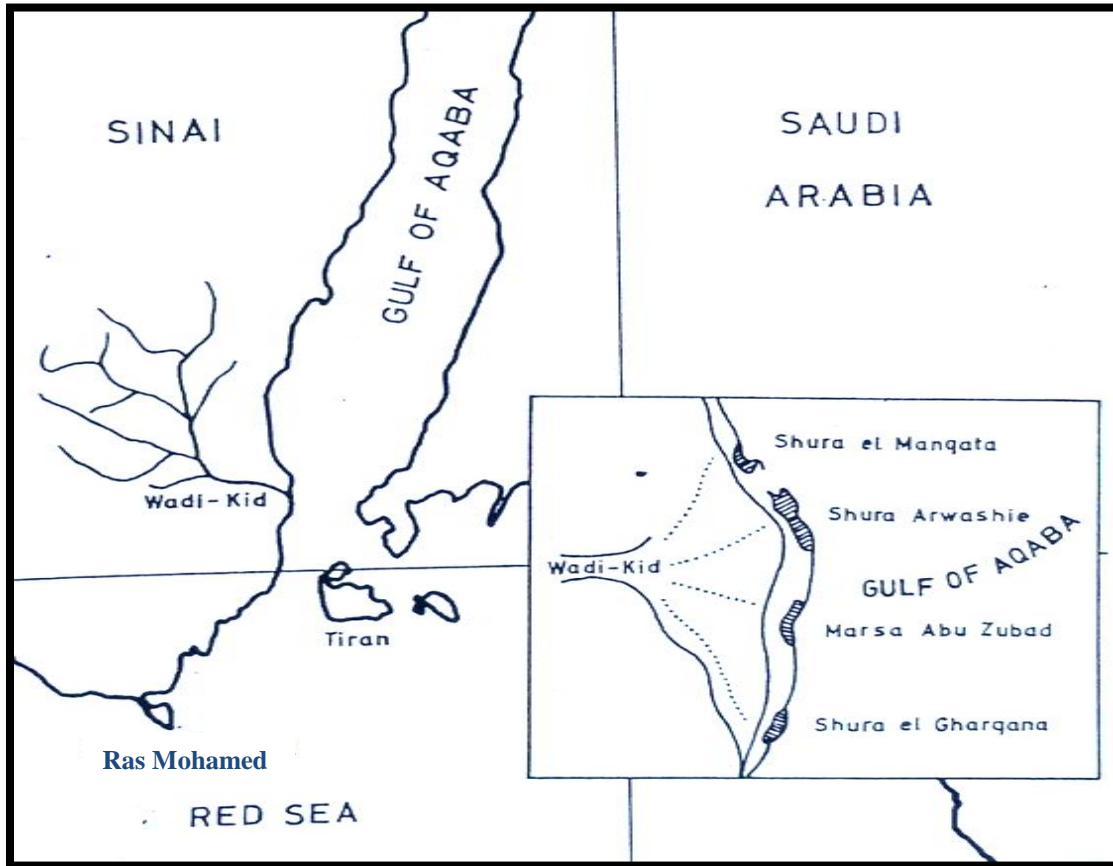 SINAI
SAUDI
ARABIA
GULF OF AQABA
Wadi-Kid
Tiran
Ras Mohamed
RED SEA
Shura el Manqata
Shura Arwashie
Wadi-Kid
GULF OF AQABA
Marsa Abu Zubad
Shura el Gharqana